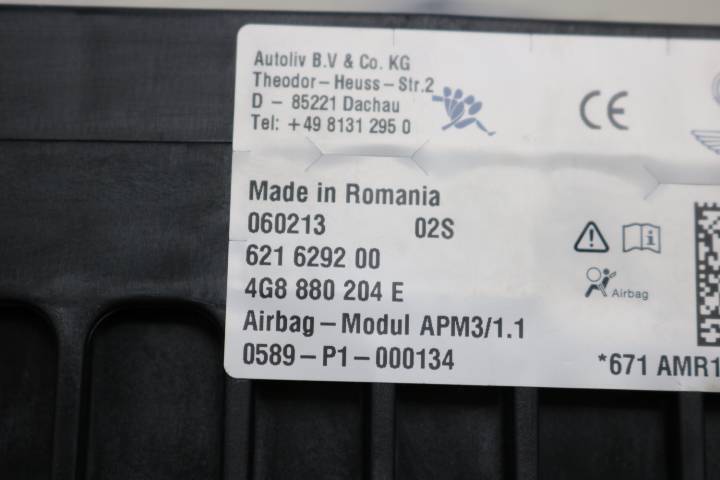 Autoliv B.V & Co. KG
Theodor-Heuss-Str.2
D - 85221 Dachau
Tel: +49 8131 295 0
CE
Made in Romania
060213 02S
621 6292 00
4G8 880 204 E
Airbag
Airbag-Modul APM3/1.1
0589-P1-000134
*671 AMR1